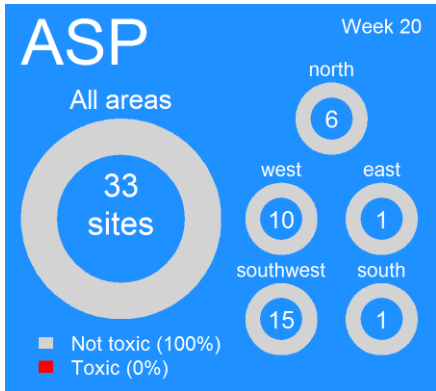 ASP
Week 20
All areas
33
sites
north
6
west
10
east
1
southwest
15
south
1
Not toxic (100%)
Toxic (0%)